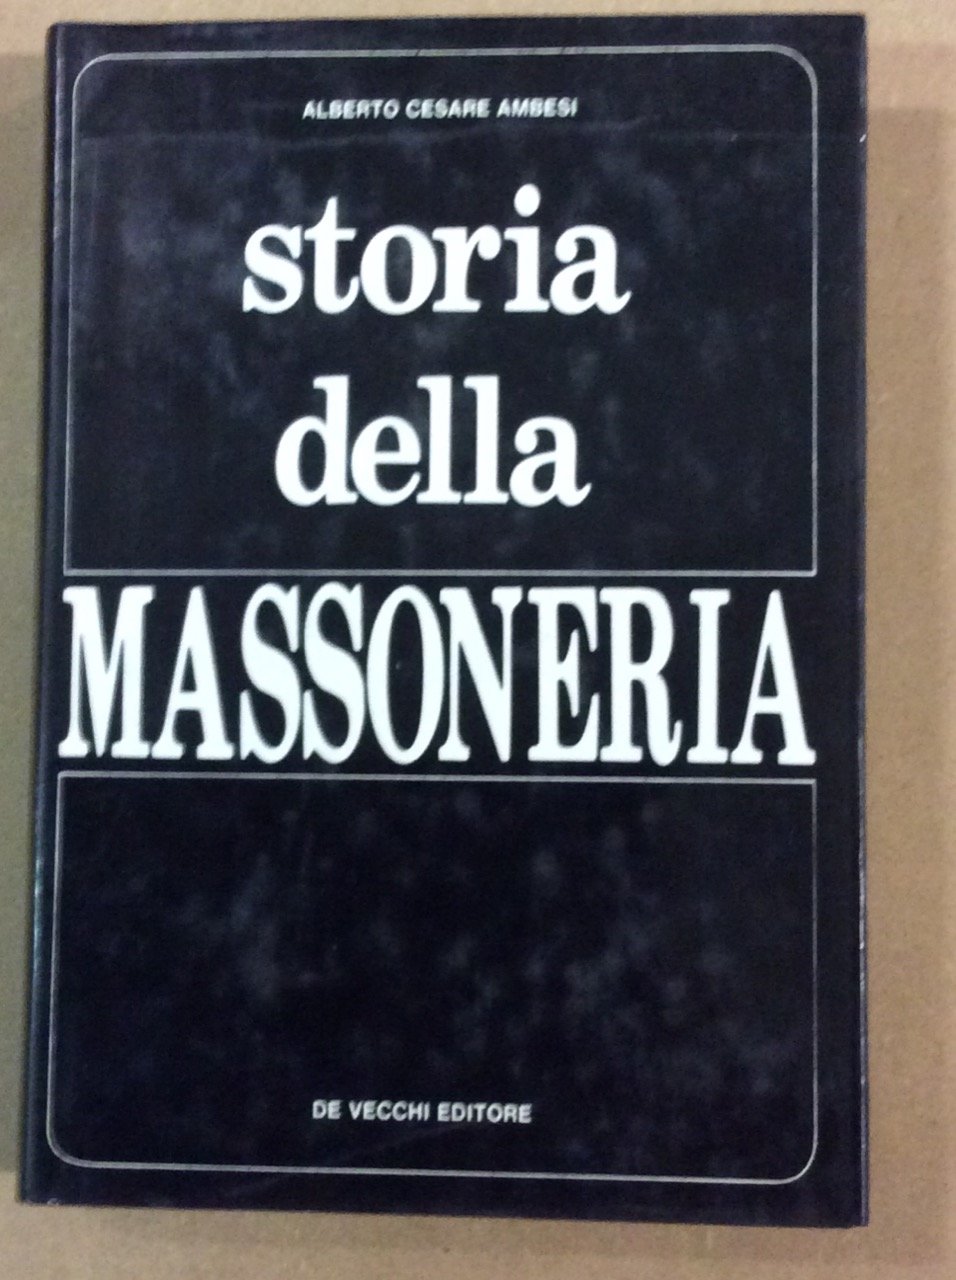 ALBERTO CESARE AMBESI
storia
della
MASSONERIA
DE VECCHI EDITORE